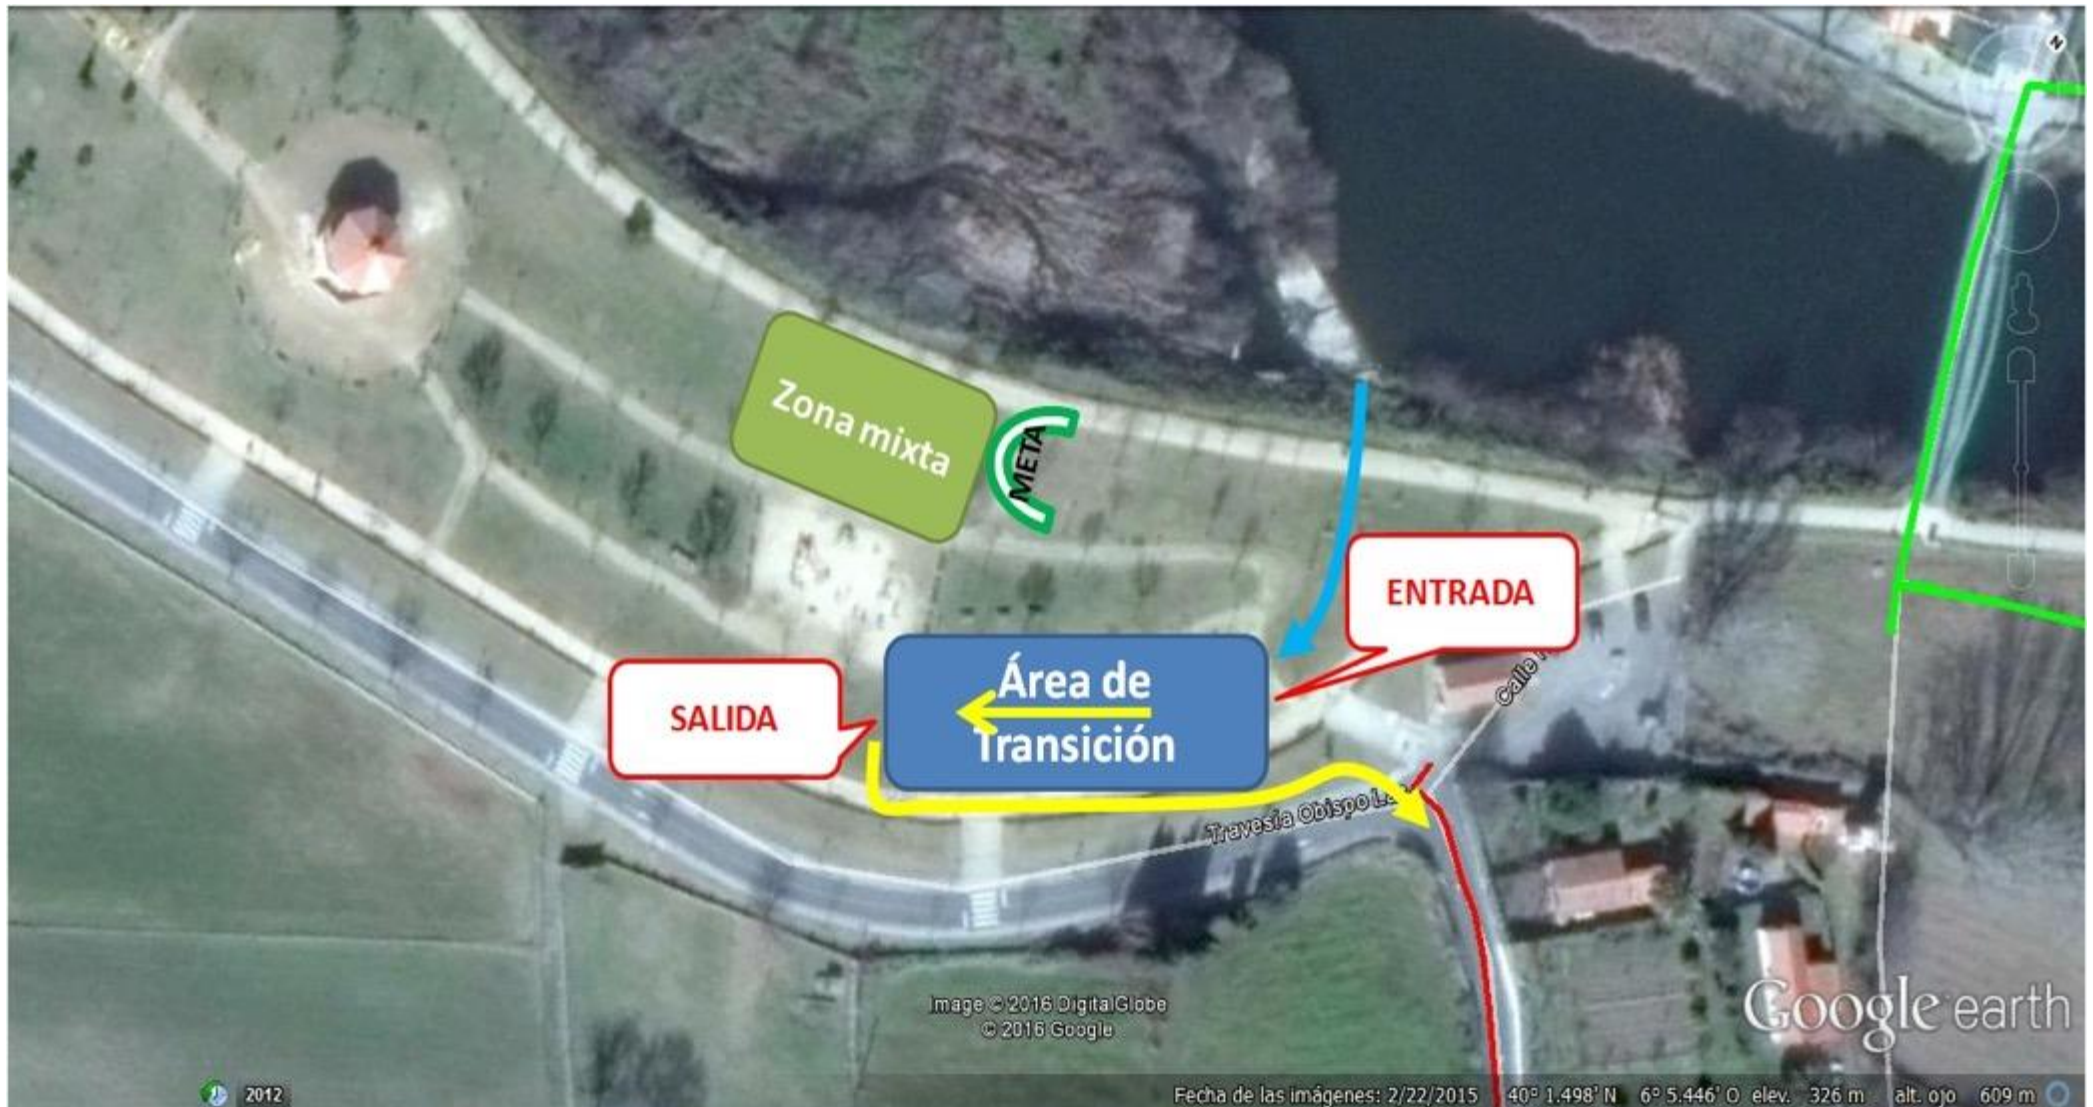 N
Zona mixta
META
ENTRADA
Área de
Transición
SALIDA
Calle
Travesía Obispo
Image © 2016 DigitalGlobe
© 2016 Google
Google earth
2012
Fecha de las imágenes: 2/22/2015 40° 1.498' N 6° 5.446' O elev. 326 m alt. ojo 609 m